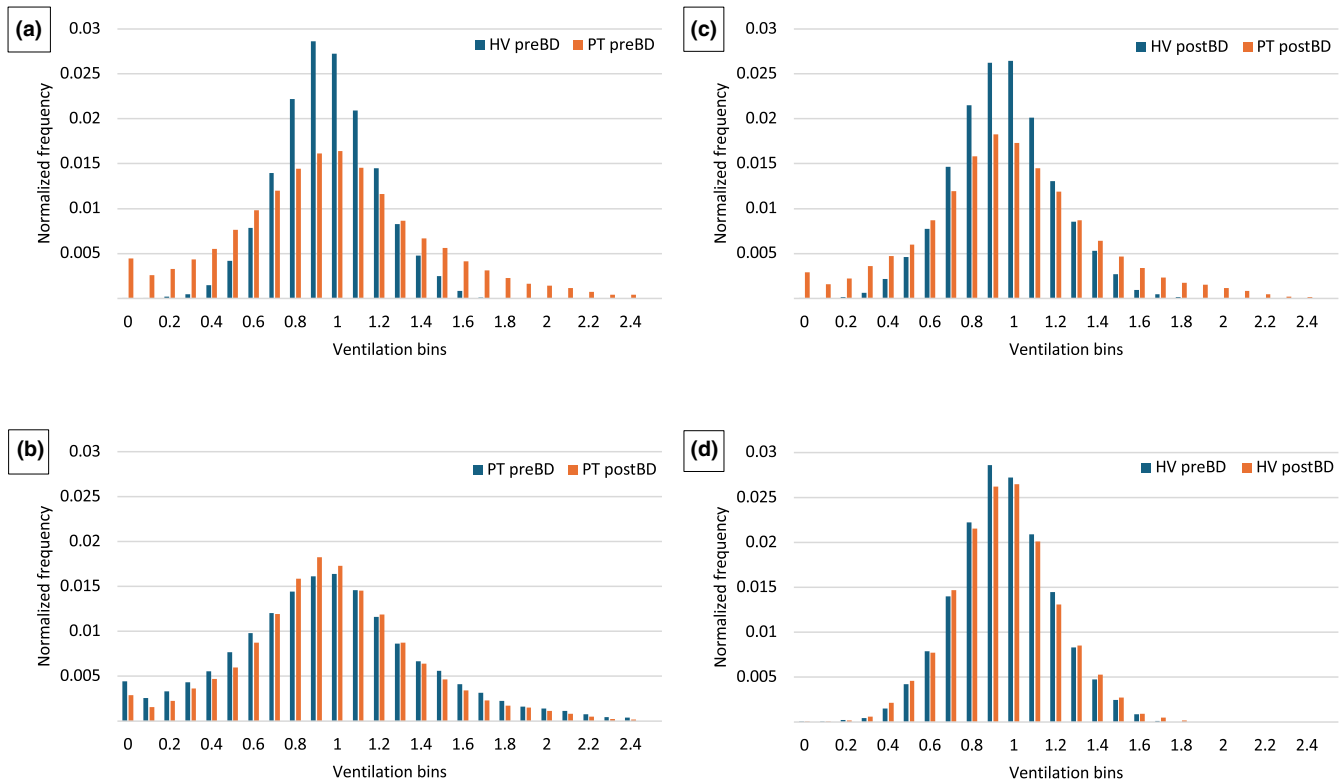 (a)
HV preBD PT preBD
Normalized frequency
0.03
0.025
0.02
0.015
0.01
0.005
0 0.2 0.4 0.6 0.8 1 1.2 1.4 1.6 1.8 2 2.2 2.4
Ventilation bins
(c)
HV postBD PT postBD
Normalized frequency
0.03
0.025
0.02
0.015
0.01
0.005
0 0.2 0.4 0.6 0.8 1 1.2 1.4 1.6 1.8 2 2.2 2.4
Ventilation bins
(b)
PT preBD PT postBD
Normalized frequency
0.03
0.025
0.02
0.015
0.01
0.005
0 0.2 0.4 0.6 0.8 1 1.2 1.4 1.6 1.8 2 2.2 2.4
Ventilation bins
(d)
HV preBD HV postBD
Normalized frequency
0.03
0.025
0.02
0.015
0.01
0.005
0 0.2 0.4 0.6 0.8 1 1.2 1.4 1.6 1.8 2 2.2 2.4
Ventilation bins